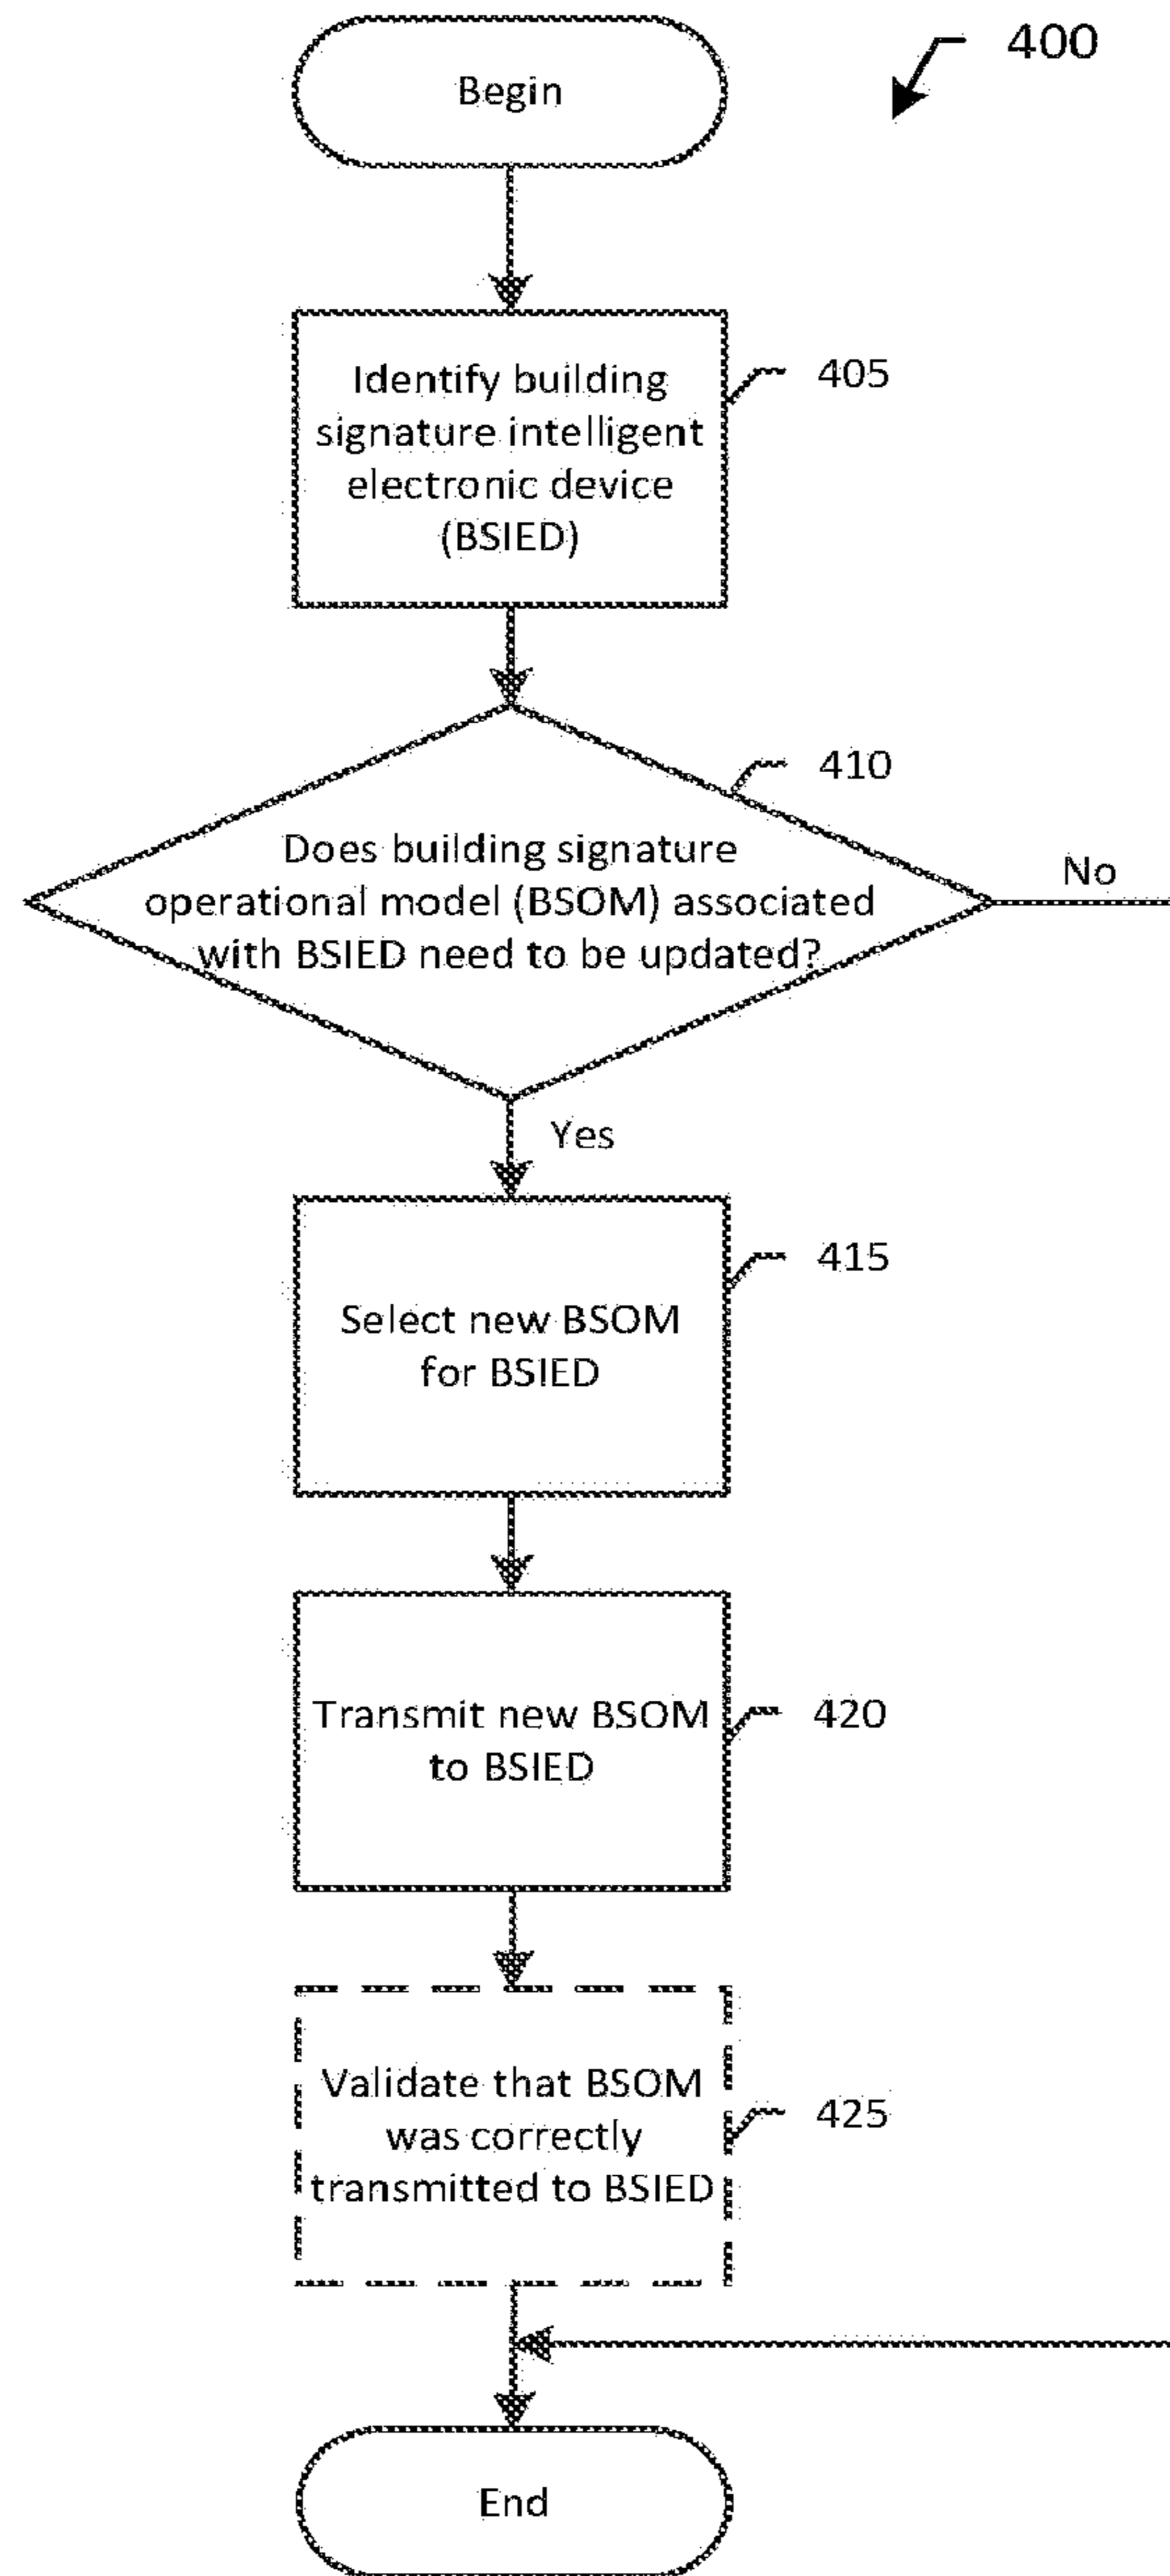 400
Begin
Identify building
signature intelligent
electronic device
(BSIED)
405
410
Does building signature
operational model (BSOM) associated
with BSIED need to be updated?
No
Yes
Select new BSOM
for BSIED
415
Transmit new BSOM
to BSIED
420
Validate that BSOM
was correctly
transmitted to BSIED
425
End